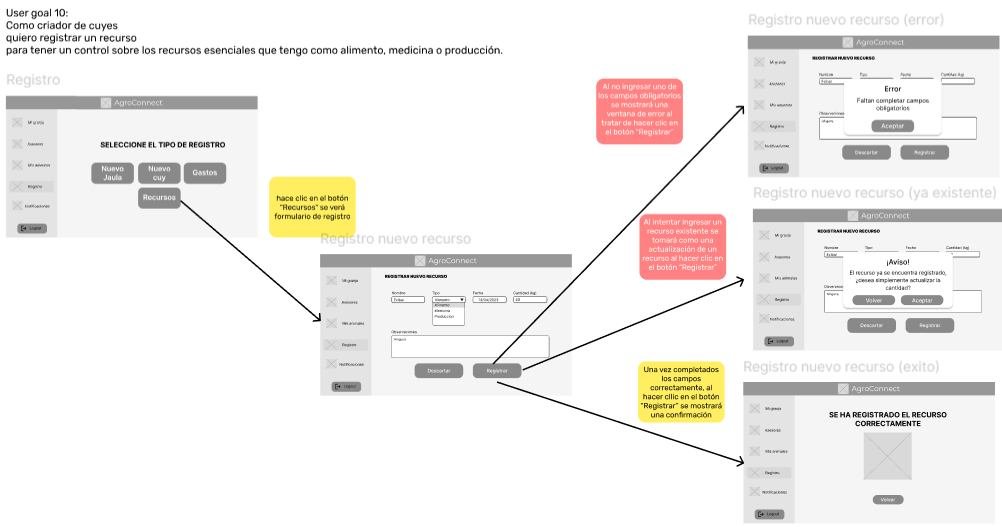 User goal 10:
Como criador de cuyes
quiero registrar un recurso
para tener un control sobre los recursos esenciales que tengo como alimento, medicina o producción.
Registro
AgroConnect
Mi granja
Asesores
Mis animales
Registro
Notificaciones
Logout
SELECCIONE EL TIPO DE REGISTRO
Nuevo
Jaula
Nuevo
cuy
Gastos
Recursos
hace clic en el botón
"Recursos" se verá
formulario de registro
Registro nuevo recurso
AgroConnect
Mi granja
Asesores
Mis animales
Registro
Notificaciones
Logout
REGISTRAR NUEVO RECURSO
Nombre
Tipo
Fecha
Cantidad (kg)
Alimento
13/04/2023
20
Alimento
Medicina
Produccion
Observaciones
Ninguna
Descartar
Registrar
Al no ingresar uno de
los campos obligatorios
se mostrará una
ventana de error al
tratar de hacer clic en
el botón "Registrar"
Al intentar ingresar un
recurso existente se
tomará como una
actualización de un
recurso al hacer clic en
el botón "Registrar"
Una vez completados
los campos
correctamente, al
hacer cllic en el botón
"Registrar" se mostrará
una confirmación
Registro nuevo recurso (error)
AgroConnect
Mi granja
Asesores
Mis animales
Registro
Notificaciones
Logout
REGISTRAR NUEVO RECURSO
Nombre
Tipo
Fecha
Cantidad (kg)
Error
Faltan completar campos
obligatorios
Aceptar
Observaciones
Ninguna
Descartar
Registrar
Registro nuevo recurso (ya existente)
AgroConnect
Mi granja
Asesores
Mis animales
Registro
Notificaciones
Logout
REGISTRAR NUEVO RECURSO
Nombre
Tipo
Fecha
Cantidad (kg)
¡Aviso!
El recurso ya se encuentra registrado,
¿desea simplemente actualizar la
cantidad?
Volver
Aceptar
Ninguna
Descartar
Registrar
Registro nuevo recurso (exito)
AgroConnect
Mi granja
Asesores
Mis animales
Registro
Notificaciones
Logout
SE HA REGISTRADO EL RECURSO
CORRECTAMENTE
Volver